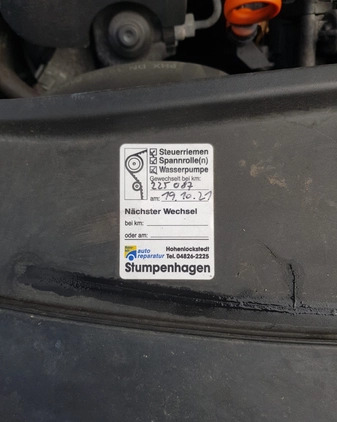 Steuerriemen
Spannrolle(n)
Wasserpumpe
Gewechselt bei km:
225 087
am: 19.10.21
Nächster Wechsel
bei km:
oder am:
auto reparatur
Hohenlockstedt
Tel. 04826-2225
Stumpenhagen